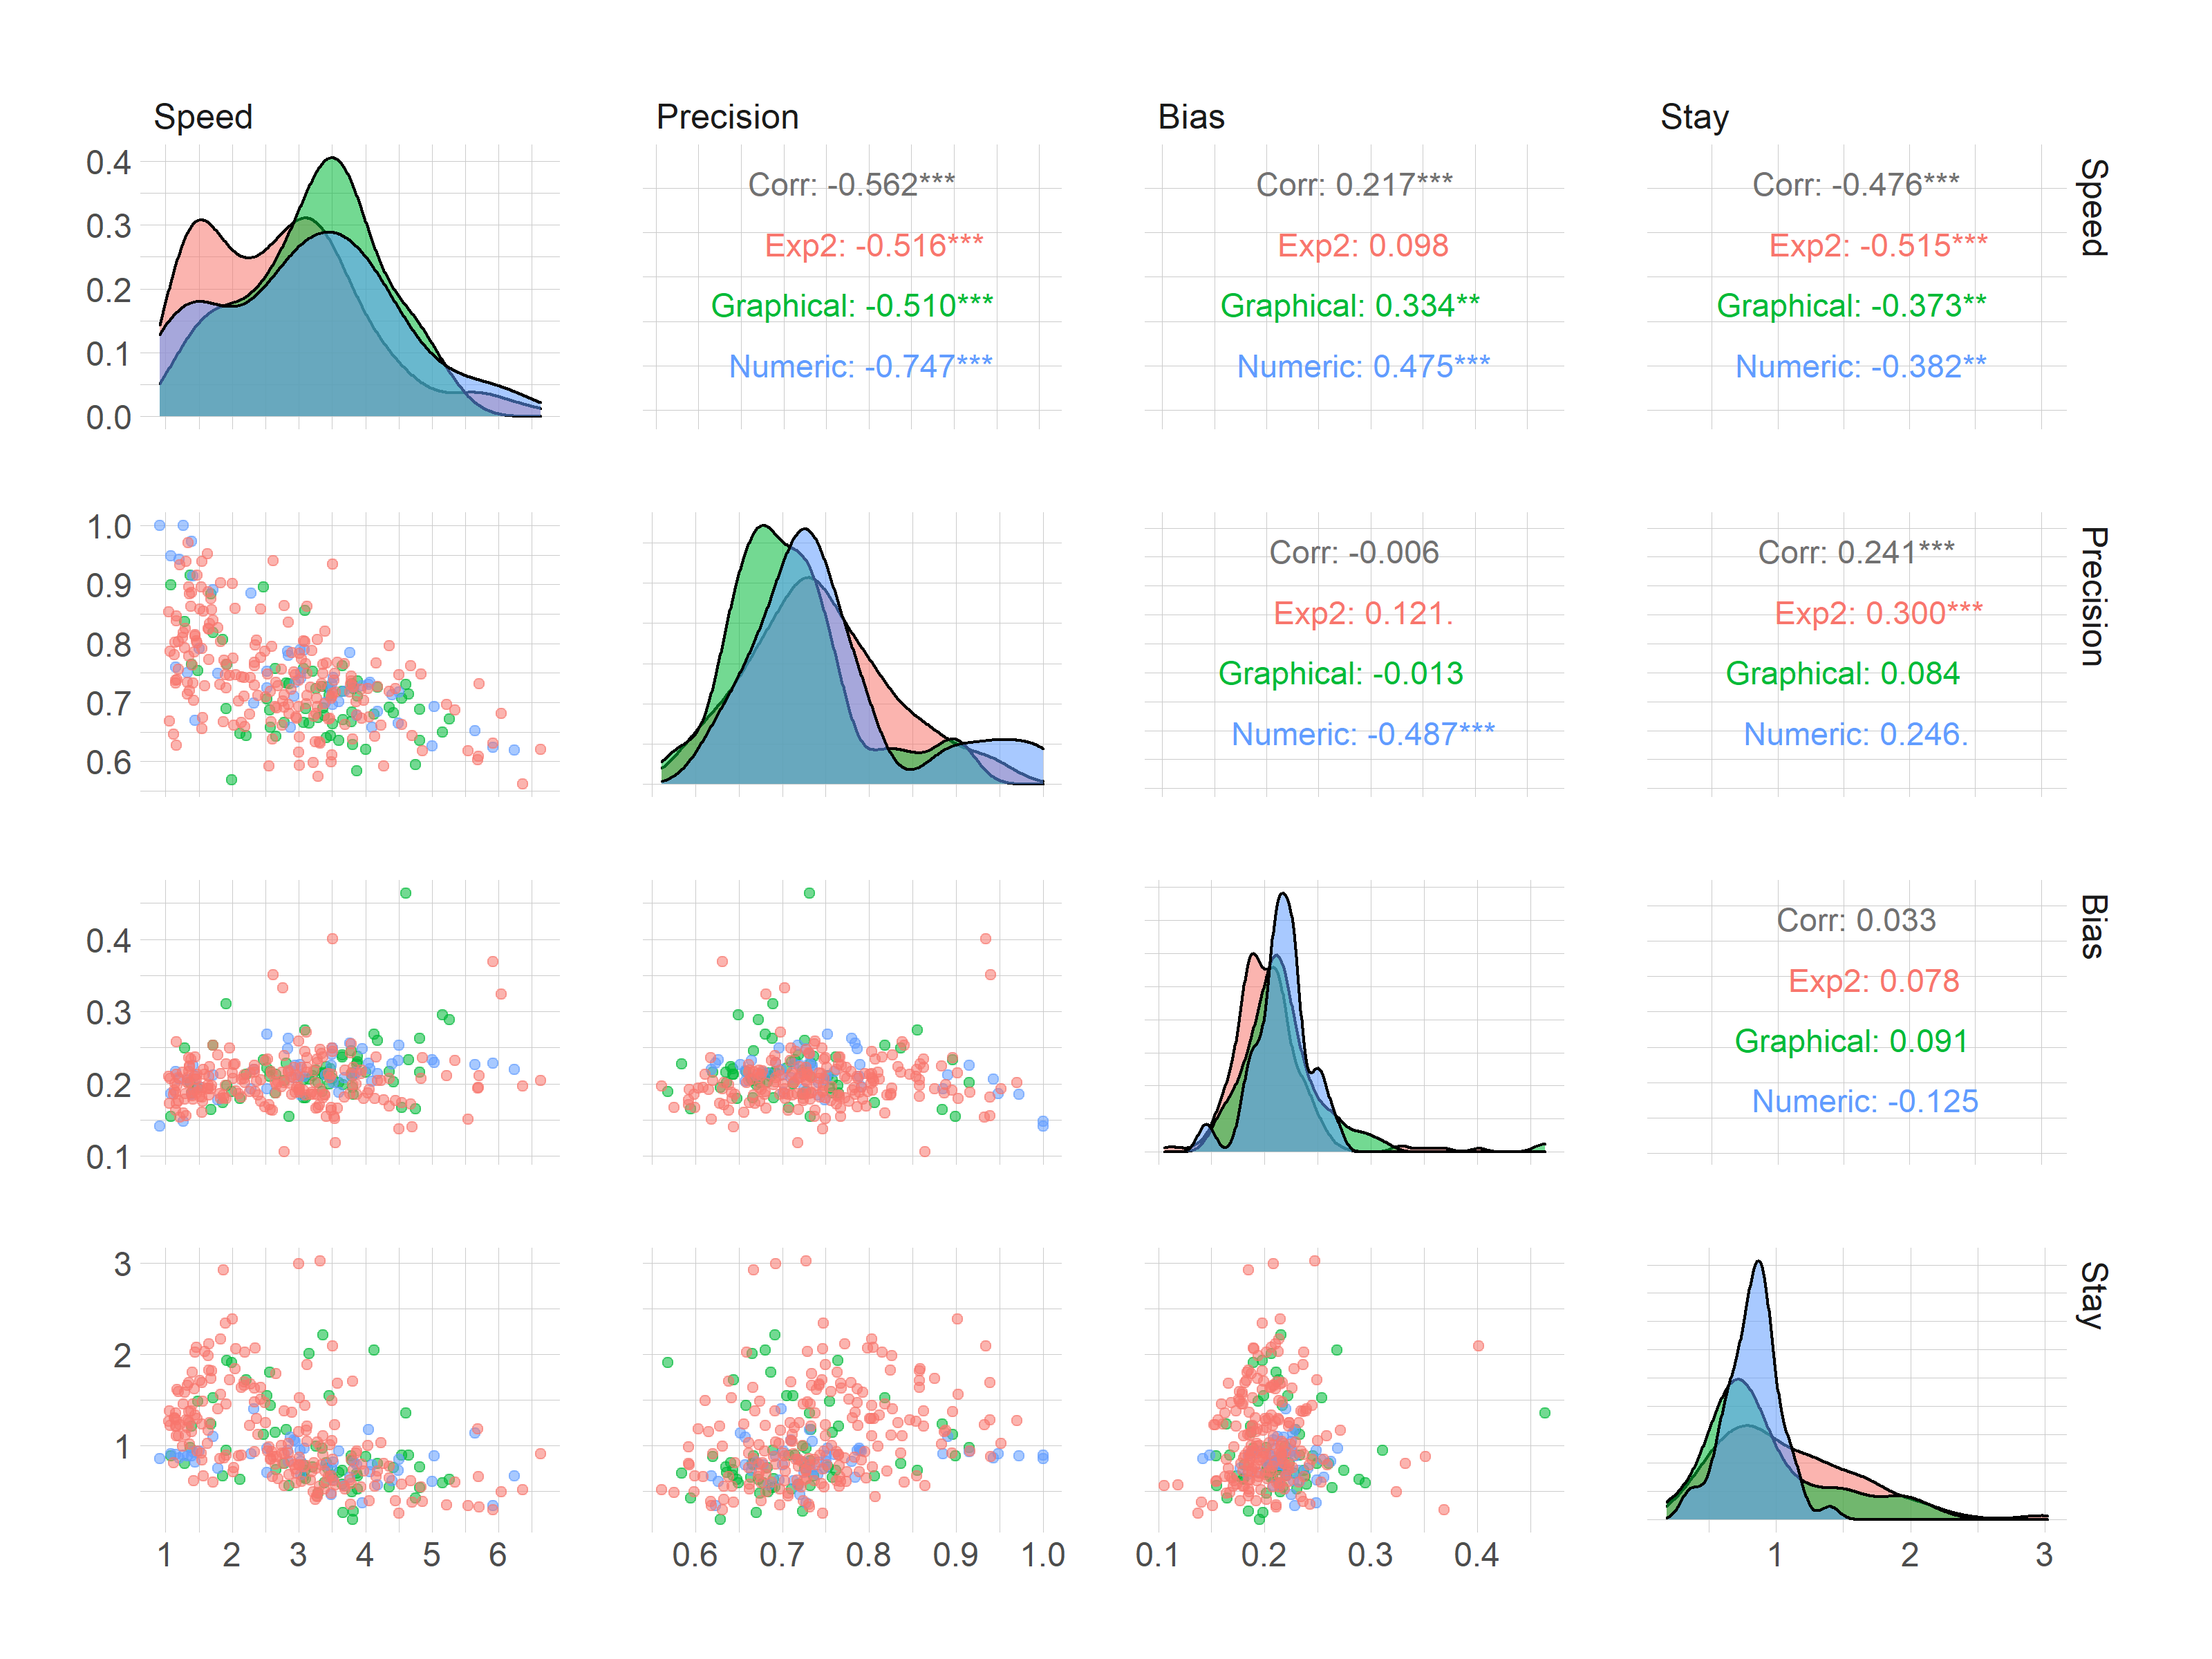 Speed
Precision
Bias
Stay
0.4
0.3
0.2
0.1
0.0
Corr: -0.562***
Exp2: -0.516***
Graphical: -0.510***
Numeric: -0.747***
Corr: 0.217***
Exp2: 0.098
Graphical: 0.334**
Numeric: 0.475***
Corr: -0.476***
Exp2: -0.515***
Graphical: -0.373**
Numeric: -0.382**
Speed
1.0
0.9
0.8
0.7
0.6
Corr: -0.006
Exp2: 0.121.
Graphical: -0.013
Numeric: -0.487***
Corr: 0.241***
Exp2: 0.300***
Graphical: 0.084
Numeric: 0.246.
Precision
0.4
0.3
0.2
0.1
Corr: 0.033
Exp2: 0.078
Graphical: 0.091
Numeric: -0.125
Bias
3
2
1
Stay
1 2 3 4 5 6
0.6 0.7 0.8 0.9 1.0
0.1 0.2 0.3 0.4
1 2 3